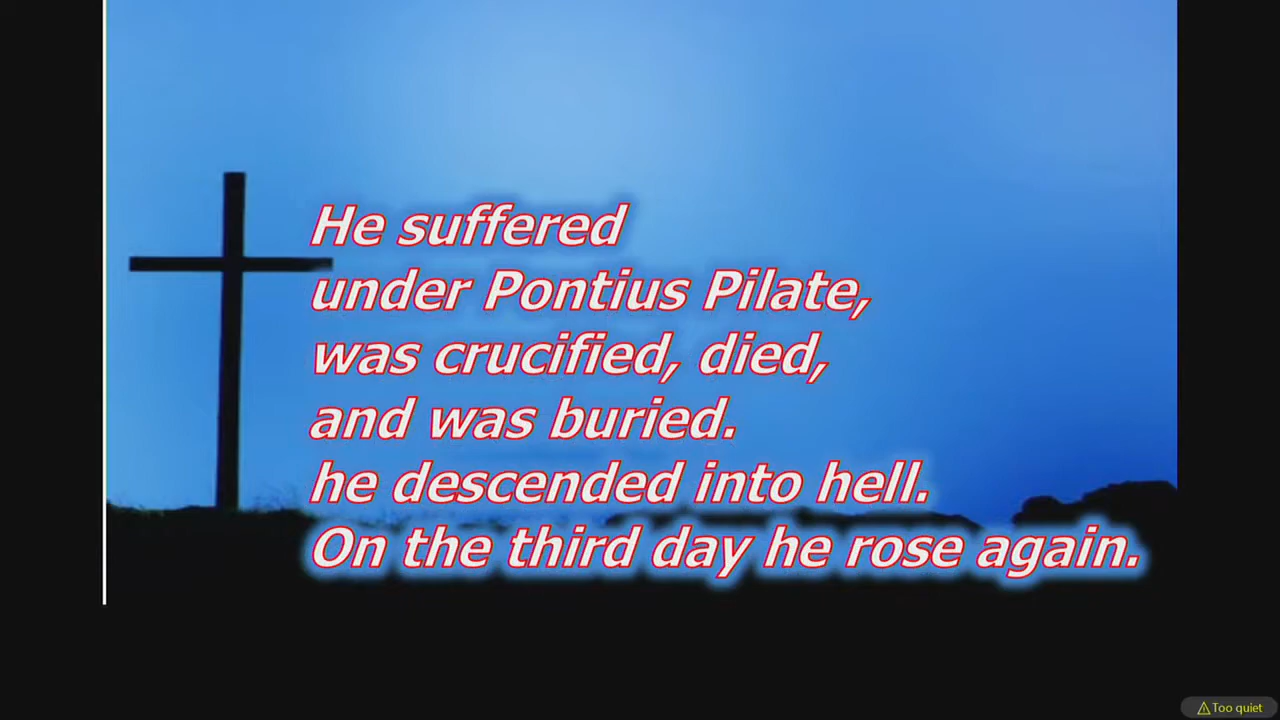 He suffered
under Pontius Pilate,
was crucified, died,
and was buried.
he descended into hell.
On the third day he rose again.
Too quiet